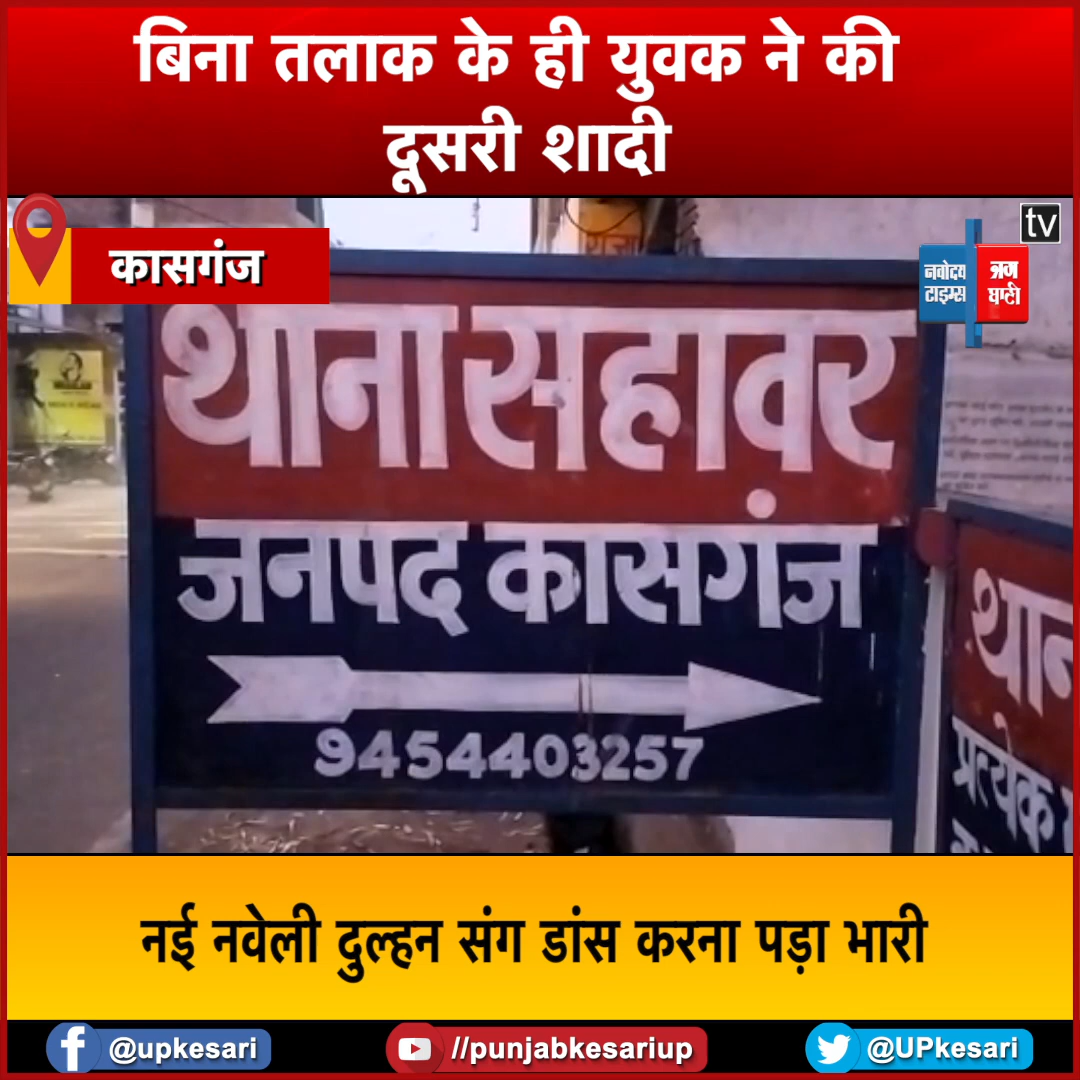 बिना तलाक के ही युवक ने की
दूसरी शादी
कासगंज
tv
नवोदय
टाइम्स
थाना सहावर
जनपद कासगंज
9454403257
थान
प्रत्येक
नई नवेली दुल्हन संग डांस करना पड़ा भारी
@upkesari
//punjabkesariup
@UPkesari